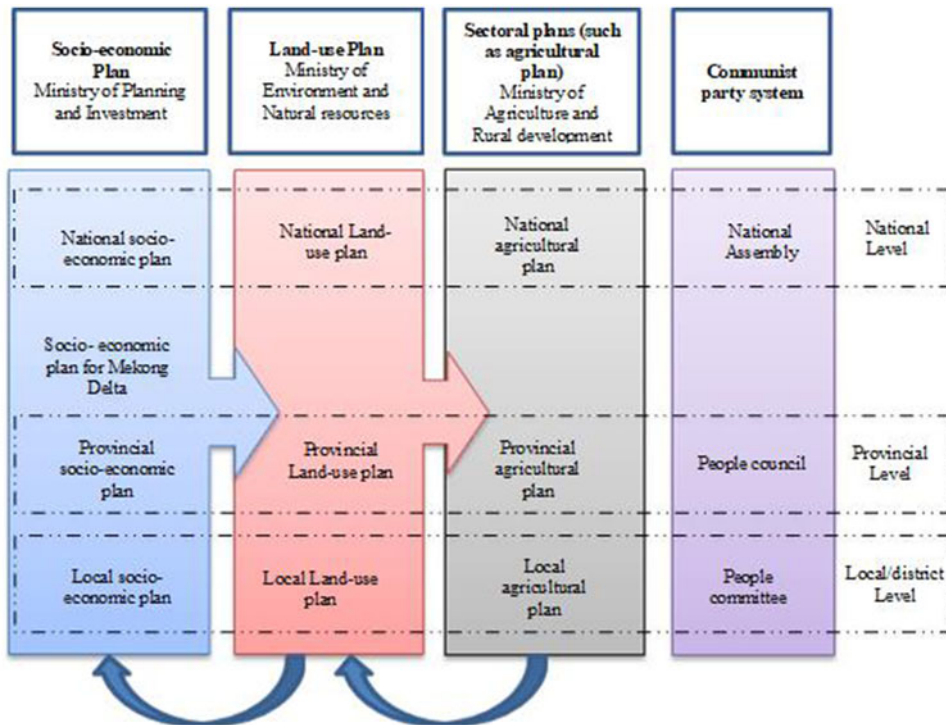 Socio-economic
Plan
Ministry of Planning
and Investment
Land-use Plan
Ministry of
Environment and
Natural resources
Sectoral plans (such
as agricultural
plan)
Ministry of
Agriculture and
Rural development
Communist
party system
National socio-
economic plan
National Land-
use plan
National
agricultural
plan
National
Assembly
National
Level
Socio- economic
plan for Mekong
Delta
Provincial
socio-economic
plan
Provincial
Land-use plan
Provincial
agricultural
plan
People council
Provincial
Level
Local socio-
economic plan
Local Land-use
plan
Local
agricultural
plan
People
committee
Local/district
Level